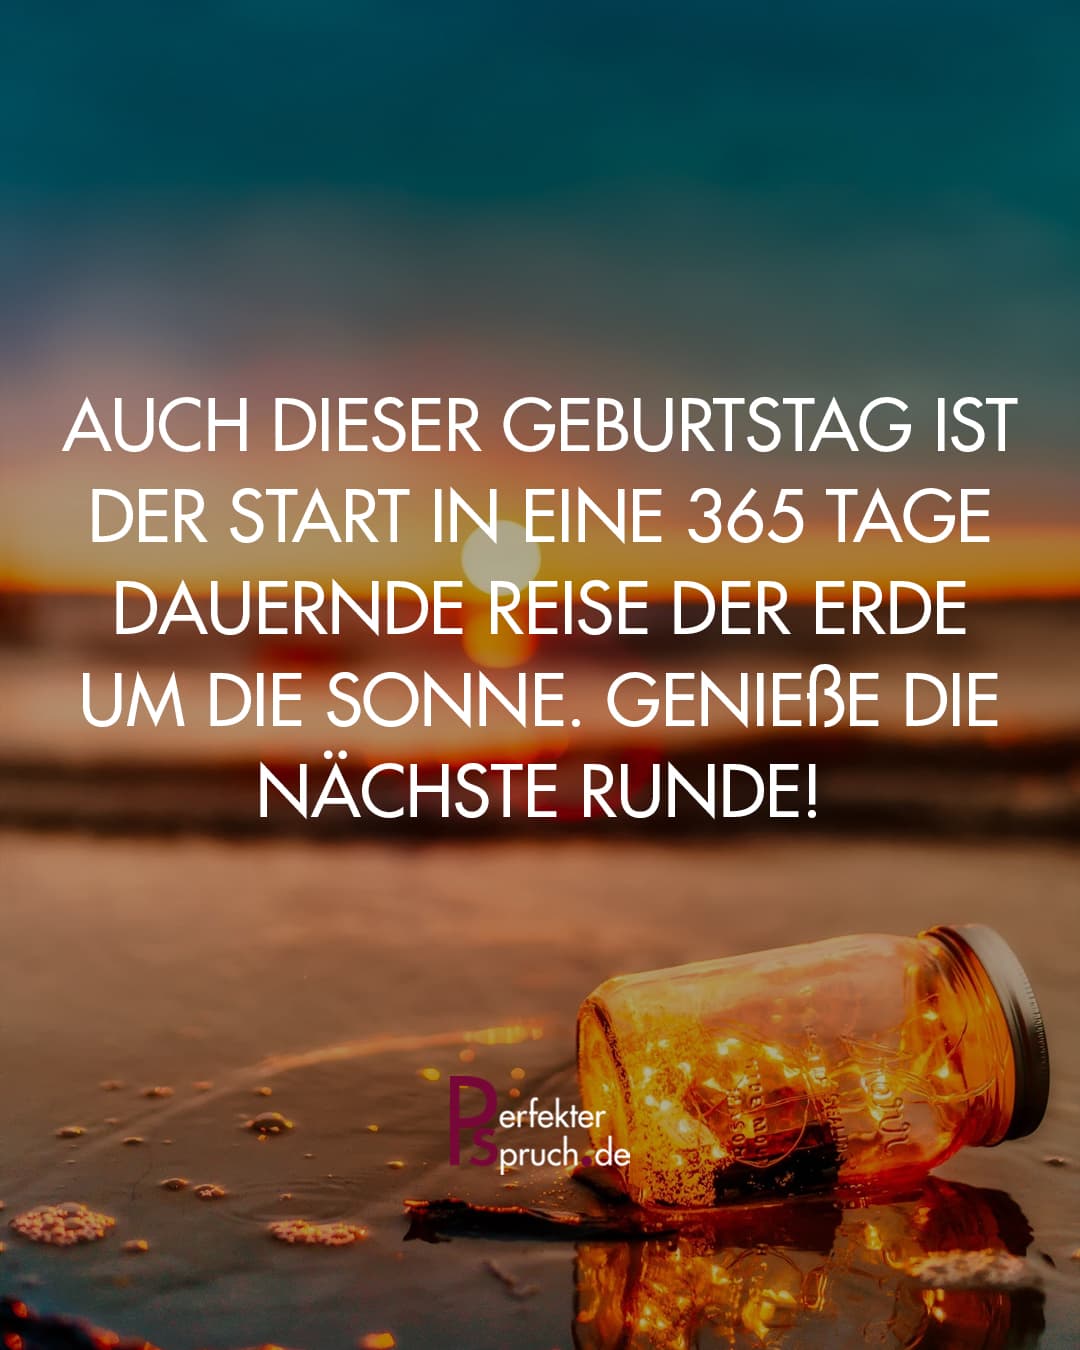 AUCH DIESER GEBURTSTAG IST
DER START IN EINE 365 TAGE
DAUERNDE REISE DER ERDE
UM DIE SONNE. GENIEßE DIE
NÄCHSTE RUNDE!
Perfekter
Spruch.de